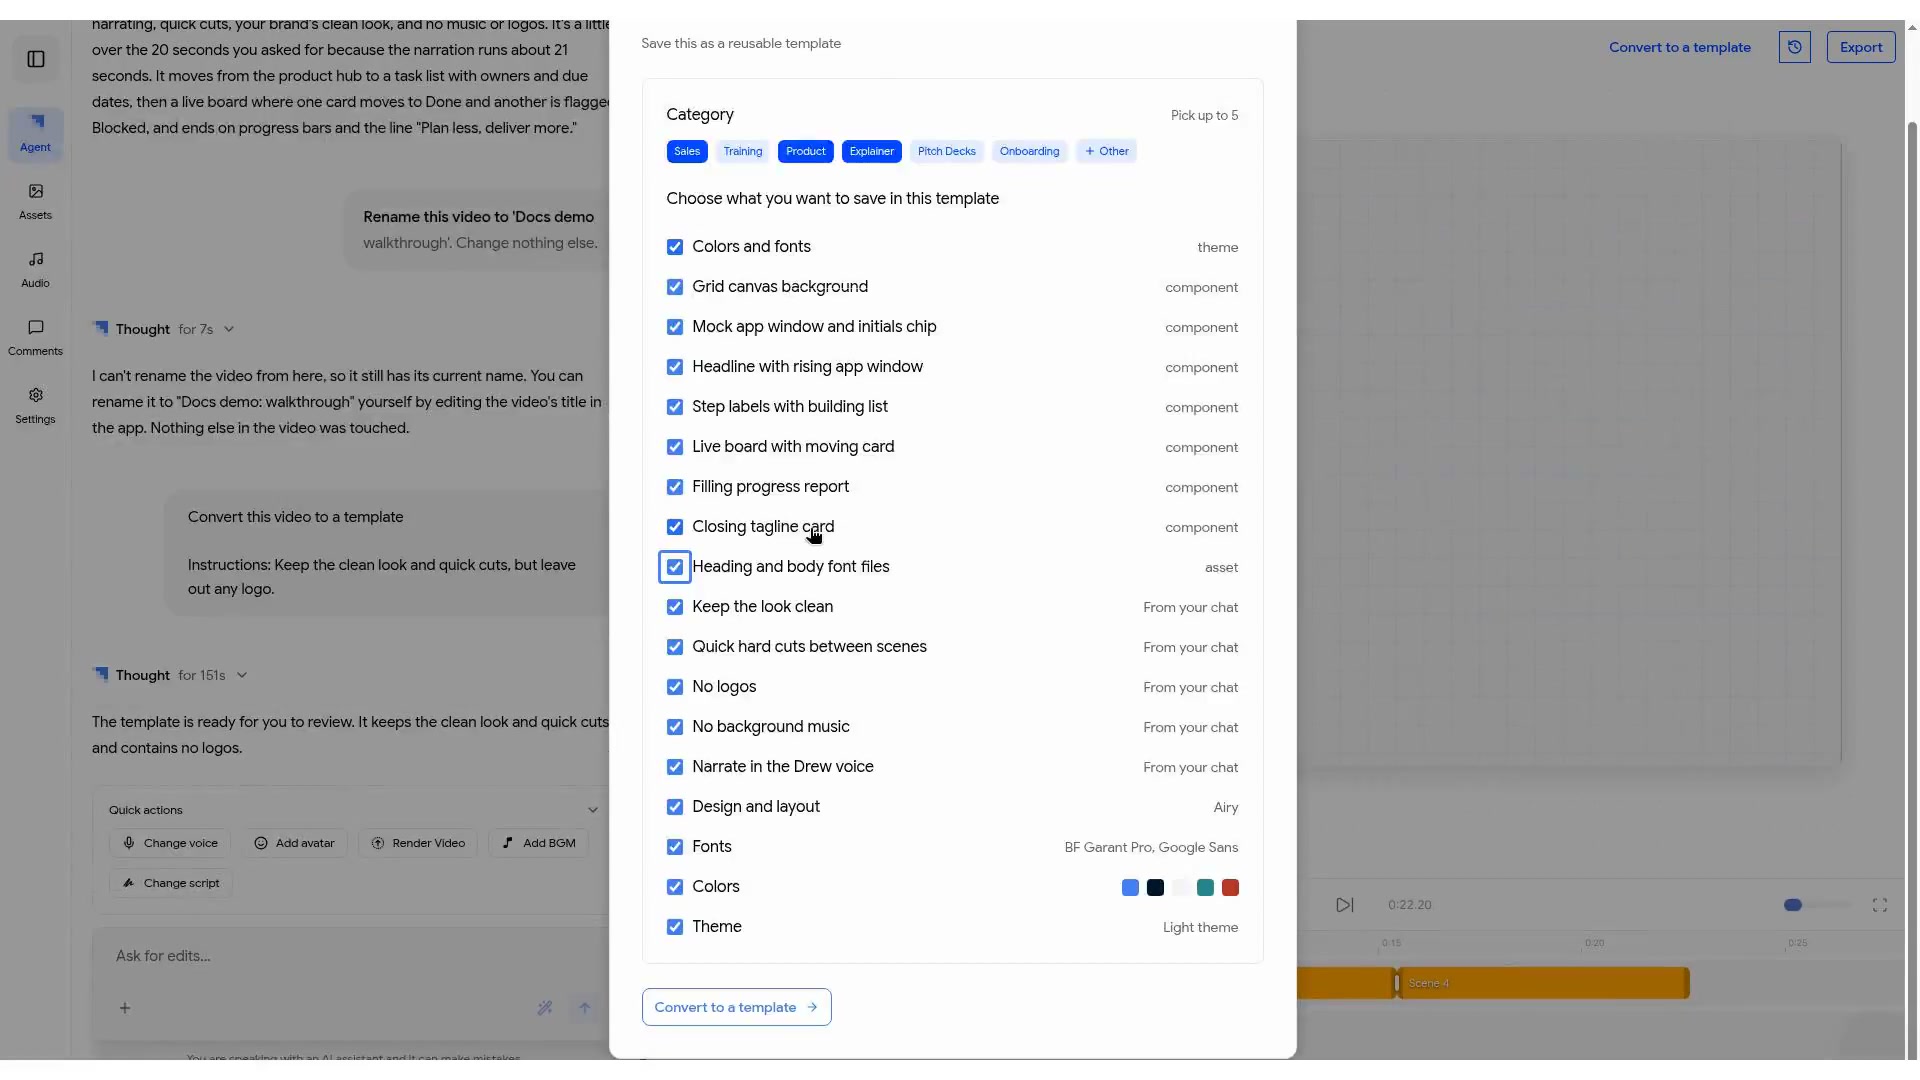 narrating, quick cuts, your brand's clean look, and no music or logos. It's a little
over the 20 seconds you asked for because the narration runs about 21
seconds. It moves from the product hub to a task list with owners and due
dates, then a live board where one card moves to Done and another is flagged
Blocked, and ends on progress bars and the line "Plan less, deliver more."
Agent
Assets
Audio
Comments
Settings
Rename this video to 'Docs demo
walkthrough'. Change nothing else.
Thought for 7s
I can't rename the video from here, so it still has its current name. You can
rename it to "Docs demo: walkthrough" yourself by editing the video's title in
the app. Nothing else in the video was touched.
Convert this video to a template
Instructions: Keep the clean look and quick cuts, but leave
out any logo.
Thought for 151s
The template is ready for you to review. It keeps the clean look and quick cuts
and contains no logos.
Quick actions
Change voice
Add avatar
Render Video
Add BGM
Change script
Ask for edits...
You are speaking with an AI assistant and it can make mistakes
Save this as a reusable template
Category
Pick up to 5
Sales
Training
Product
Explainer
Pitch Decks
Onboarding
+ Other
Choose what you want to save in this template
Colors and fonts
theme
Grid canvas background
component
Mock app window and initials chip
component
Headline with rising app window
component
Step labels with building list
component
Live board with moving card
component
Filling progress report
component
Closing tagline card
component
Heading and body font files
asset
Keep the look clean
From your chat
Quick hard cuts between scenes
From your chat
No logos
From your chat
No background music
From your chat
Narrate in the Drew voice
From your chat
Design and layout
Airy
Fonts
BF Garant Pro, Google Sans
Colors
Theme
Light theme
Convert to a template
Convert to a template
Export
0:22.20
0:15
0:20
0:25
Scene 4